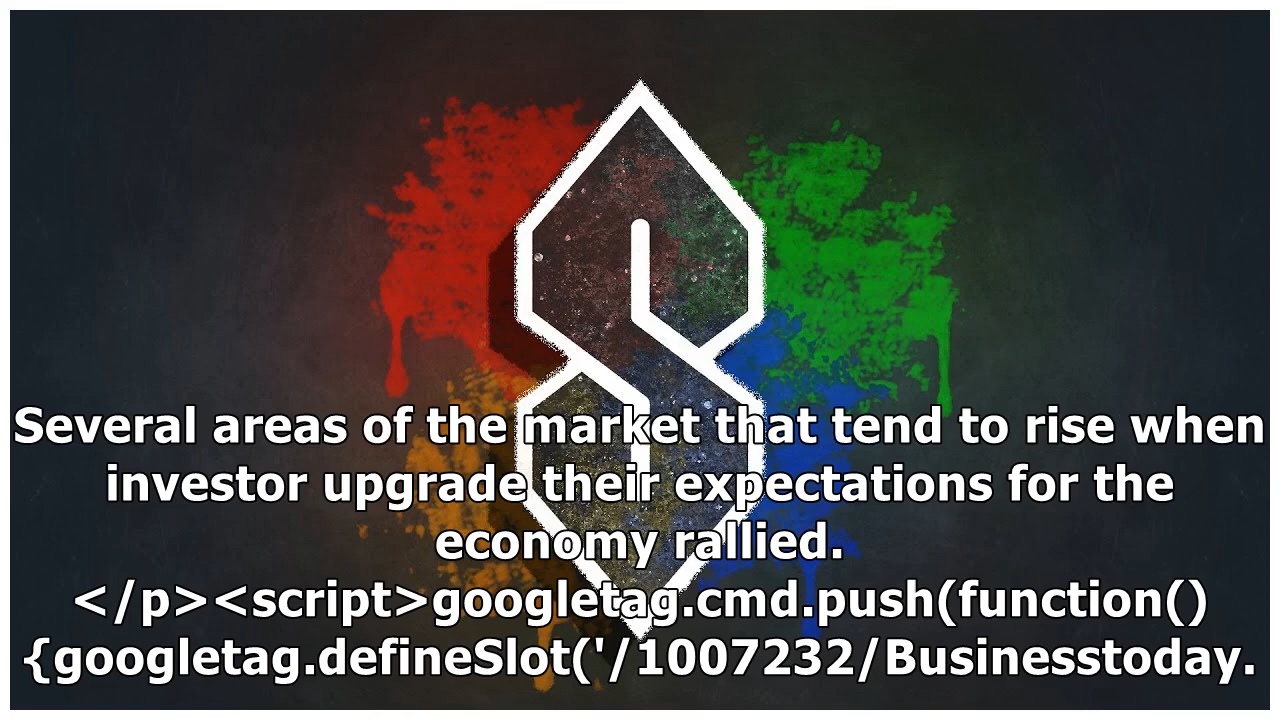 Several areas of the market that tend to rise when
investor upgrade their expectations for the
economy rallied.
</p><script>googletag.cmd.push(function()
{googletag.defineSlot('/1007232/Businesstoday.